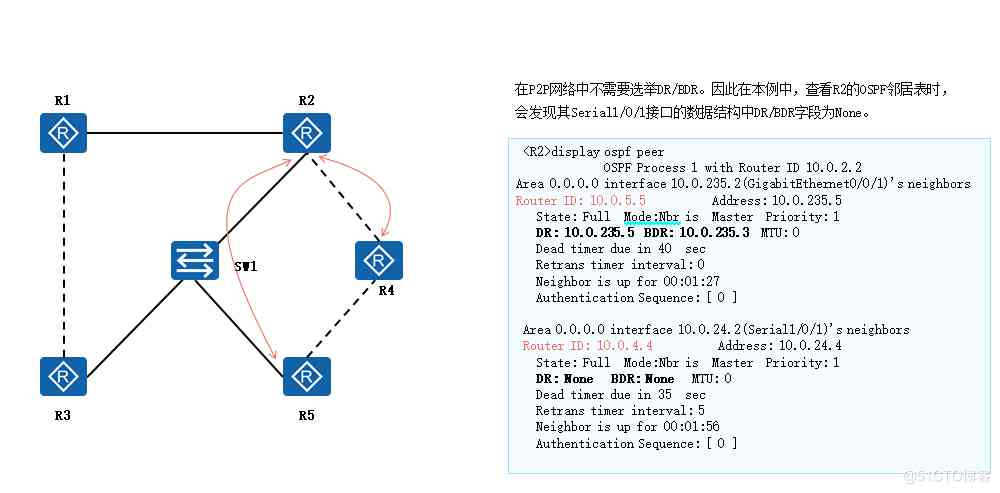 R1
R2
SW1
R4
R3
R5
在P2P网络中不需要选举DR/BDR。因此在本例中，查看R2的OSPF邻居表时，
会发现其Serial1/0/1接口的数据结构中DR/BDR字段为None。
<R2>display ospf peer
OSPF Process 1 with Router ID 10.0.2.2
Area 0.0.0.0 interface 10.0.235.2(GigabitEthernet0/0/1)'s neighbors
Router ID: 10.0.5.5 Address: 10.0.235.5
State: Full Mode:Nbr is Master Priority: 1
DR: 10.0.235.5 BDR: 10.0.235.3 MTU: 0
Dead timer due in 40 sec
Retrans timer interval: 0
Neighbor is up for 00:01:27
Authentication Sequence: [ 0 ]
Area 0.0.0.0 interface 10.0.24.2(Serial1/0/1)'s neighbors
Router ID: 10.0.4.4 Address: 10.0.24.4
State: Full Mode:Nbr is Master Priority: 1
DR: None BDR: None MTU: 0
Dead timer due in 35 sec
Retrans timer interval: 5
Neighbor is up for 00:01:56
Authentication Sequence: [ 0 ]
@51CTO博客